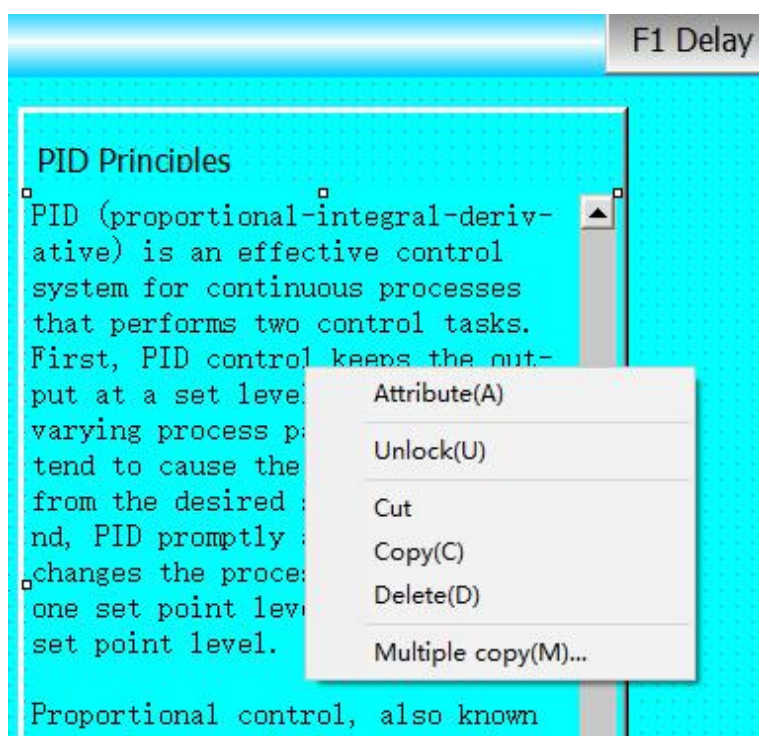 F1 Delay
PID Principles
PID (proportional-integral-deriv-
ative) is an effective control
system for continuous processes
that performs two control tasks.
First, PID control keeps the out-
put at a set leve
varying process pa
tend to cause the
from the desired
nd, PID promptly
changes the proces
one set point leve
set point level.
Proportional control, also known
Attribute(A)
Unlock(U)
Cut
Copy(C)
Delete(D)
Multiple copy(M)...